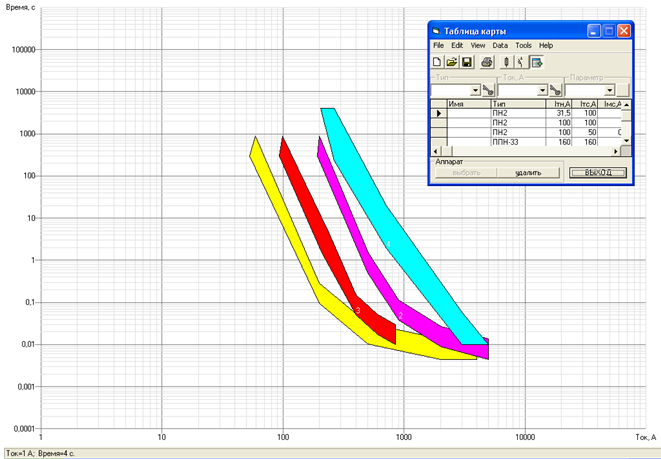 Время, с
100000
10000
1000
100
10
1
0,1
0,01
0,001
0,0001
1
10
100
1000
10000
Ток, А
4
3
2
Таблица карты
File Edit View Data Tools Help
Тип
Ток, А
Параметр
Имя Тип Iтн,А Iтс,А Iмс,А
ПН2 31,5 100
ПН2 100 100
ПН2 100 50 0
ППН-33 160 160
Аппарат
выбрать удалить ВЫХОД
Ток=1 А; Время=4 с.